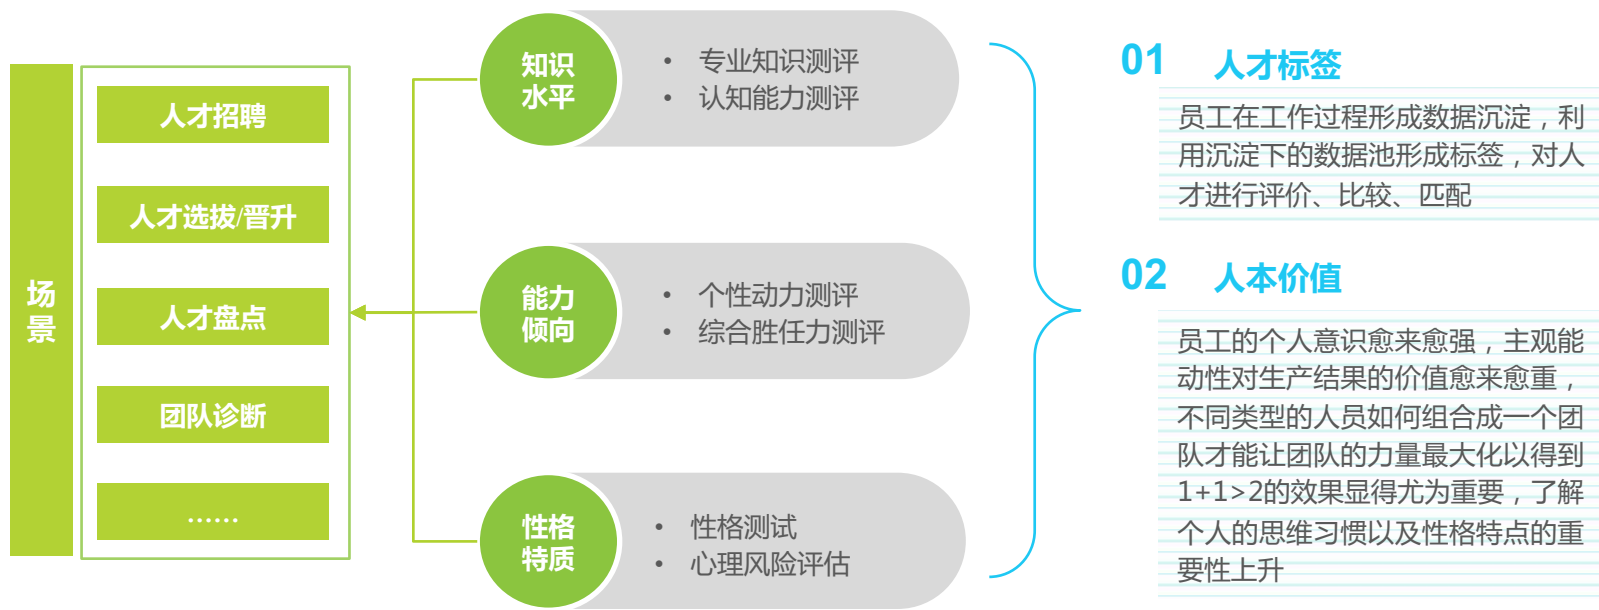 场
景
人才招聘
人才选拔/晋升
人才盘点
团队诊断
……
知识
水平
• 专业知识测评
• 认知能力测评
能力
倾向
• 个性动力测评
• 综合胜任力测评
性格
特质
• 性格测试
• 心理风险评估
01 人才标签
员工在工作过程形成数据沉淀，利
用沉淀下的数据池形成标签，对人
才进行评价、比较、匹配
02 人本价值
员工的个人意识愈来愈强，主观能
动性对生产结果的价值愈来愈重，
不同类型的人员如何组合成一个团
队才能让团队的力量最大化以得到
1+1>2的效果显得尤为重要，了解
个人的思维习惯以及性格特点的重
要性上升